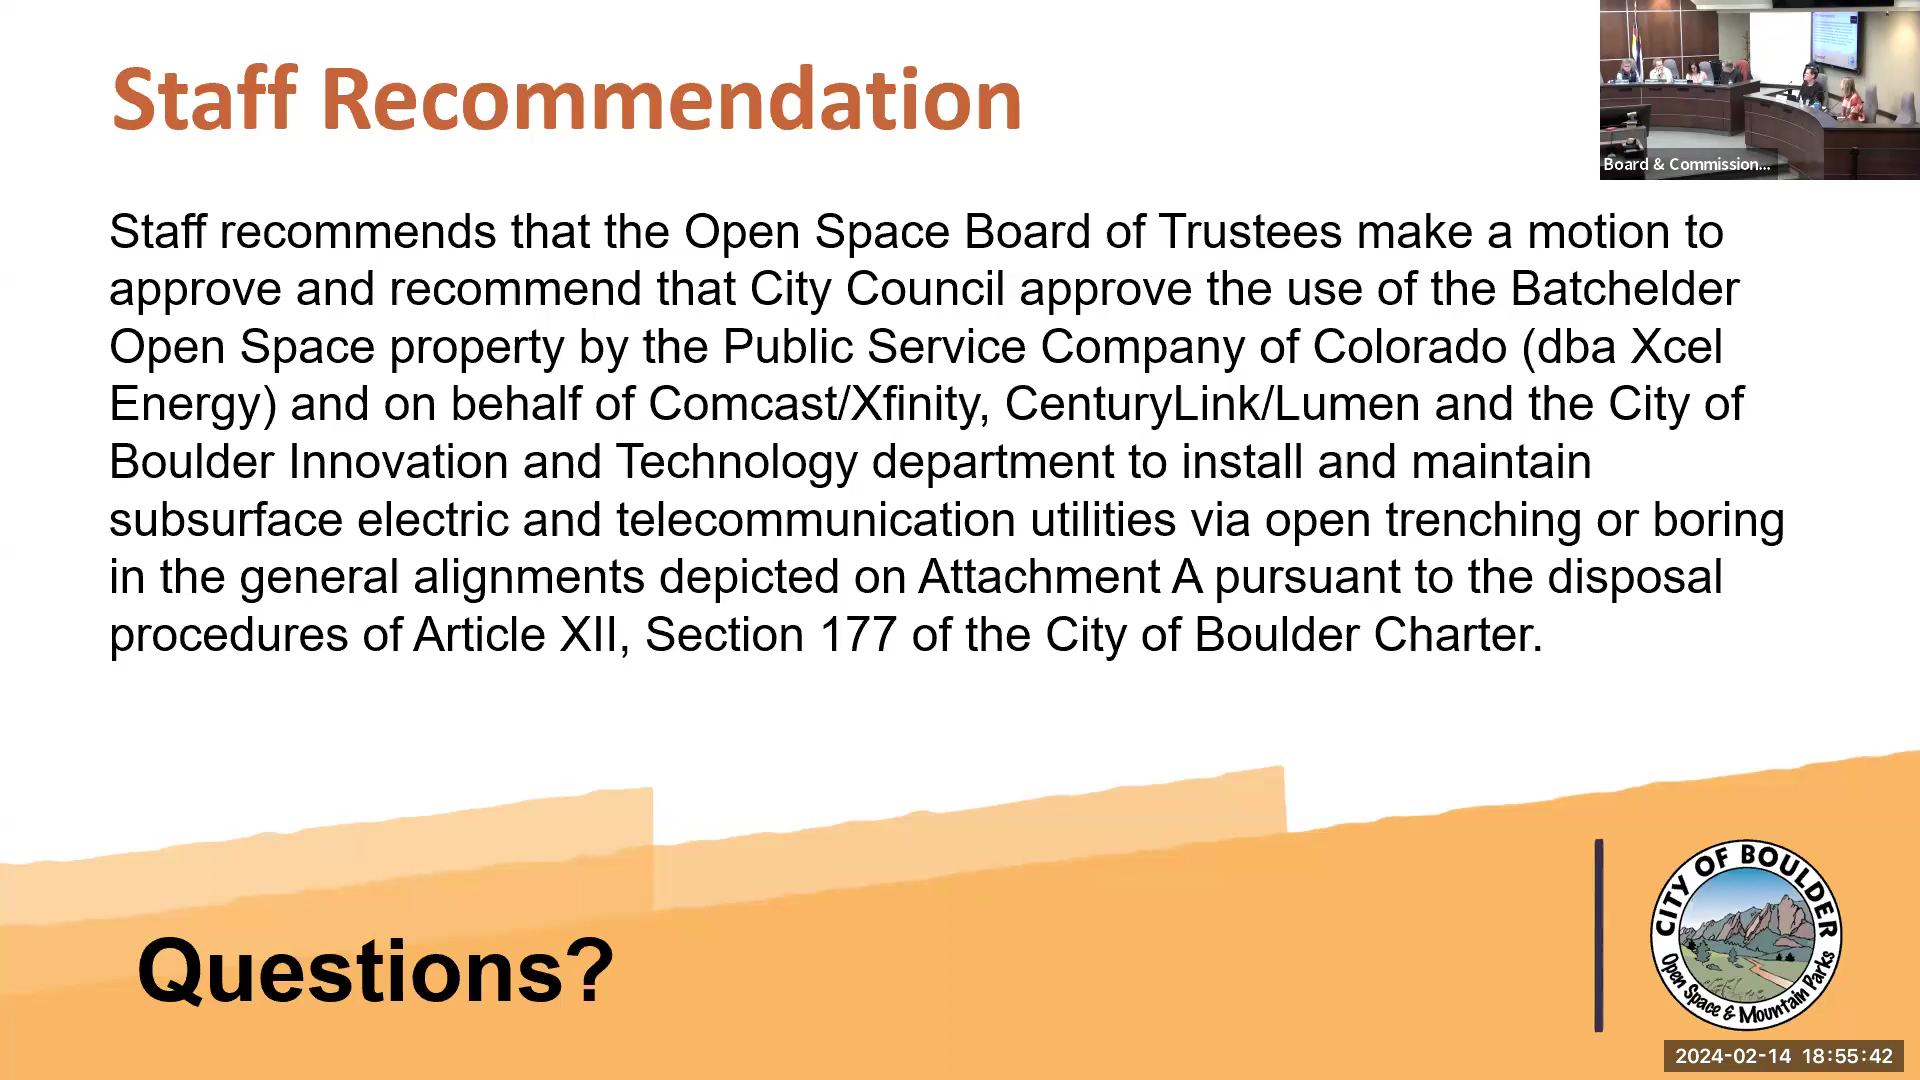 Staff Recommendation
Board & Commission...
Staff recommends that the Open Space Board of Trustees make a motion to
approve and recommend that City Council approve the use of the Batchelder
Open Space property by the Public Service Company of Colorado (dba Xcel
Energy) and on behalf of Comcast/Xfinity, CenturyLink/Lumen and the City of
Boulder Innovation and Technology department to install and maintain
subsurface electric and telecommunication utilities via open trenching or boring
in the general alignments depicted on Attachment A pursuant to the disposal
procedures of Article XII, Section 177 of the City of Boulder Charter.
Questions?
CITY OF BOULDER
Open Space & Mountain Parks
2024-02-14 18:55:42